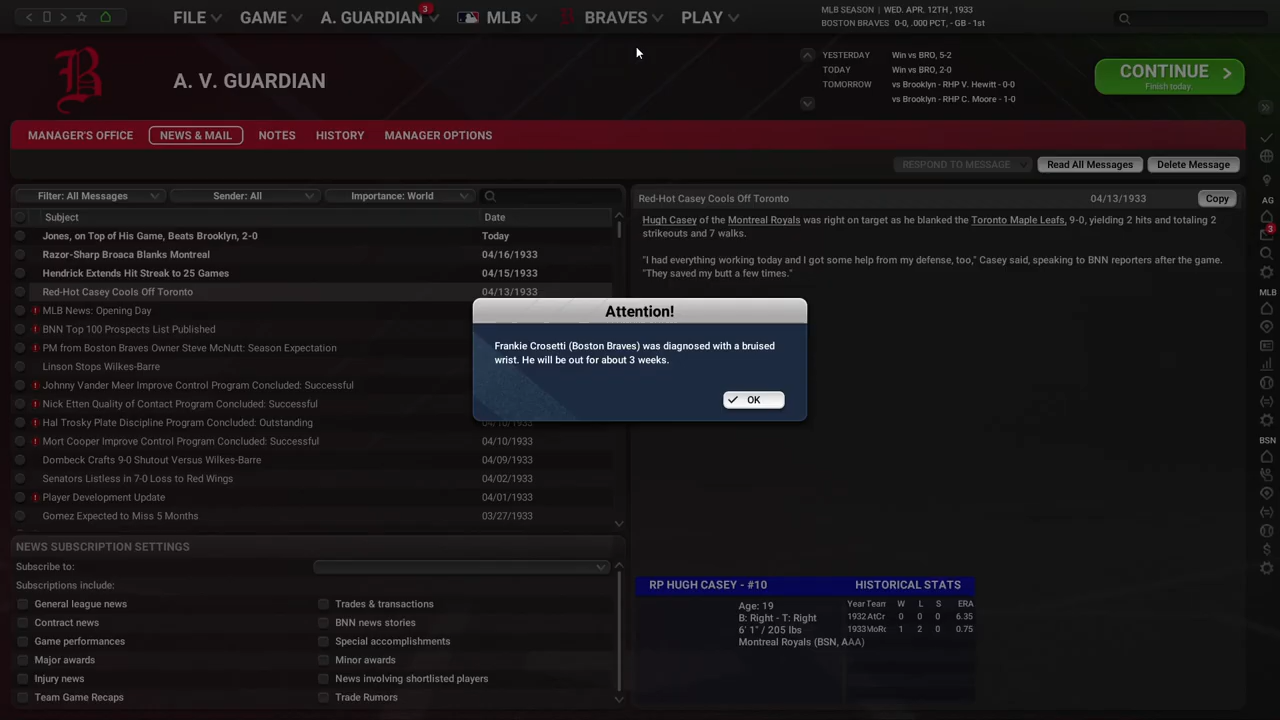 FILE
GAME
A. GUARDIAN
3
MLB
BRAVES
PLAY
MLB SEASON | WED. APR. 12TH, 1933
BOSTON BRAVES 0-0, .000 PCT, - GB - 1st
B
A. V. GUARDIAN
YESTERDAY Win vs BRO, 5-2
TODAY Win vs BRO, 2-0
TOMORROW vs Brooklyn - RHP V. Hewitt - 0-0
vs Brooklyn - RHP C. Moore - 1-0
CONTINUE
Finish today.
MANAGER'S OFFICE
NEWS & MAIL
NOTES
HISTORY
MANAGER OPTIONS
RESPOND TO MESSAGE
Read All Messages
Delete Message
Filter: All Messages
Sender: All
Importance: World
Subject Date
Jones, on Top of His Game, Beats Brooklyn, 2-0 Today
Razor-Sharp Broaca Blanks Montreal 04/16/1933
Hendrick Extends Hit Streak to 25 Games 04/15/1933
Red-Hot Casey Cools Off Toronto 04/13/1933
MLB News: Opening Day
BNN Top 100 Prospects List Published
PM from Boston Braves Owner Steve McNutt: Season Expectation
Linson Stops Wilkes-Barre
Johnny Vander Meer Improve Control Program Concluded: Successful
Nick Etten Quality of Contact Program Concluded: Successful
Hal Trosky Plate Discipline Program Concluded: Outstanding
Mort Cooper Improve Control Program Concluded: Successful 04/10/1933
Dombeck Crafts 9-0 Shutout Versus Wilkes-Barre 04/09/1933
Senators Listless in 7-0 Loss to Red Wings 04/02/1933
Player Development Update 04/01/1933
Gomez Expected to Miss 5 Months 03/27/1933
Red-Hot Casey Cools Off Toronto 04/13/1933
Copy
Hugh Casey of the Montreal Royals was right on target as he blanked the Toronto Maple Leafs, 9-0, yielding 2 hits and totaling 2
strikeouts and 7 walks.
"I had everything working today and I got some help from my defense, too," Casey said, speaking to BNN reporters after the game.
"They saved my butt a few times."
Attention!
Frankie Crosetti (Boston Braves) was diagnosed with a bruised
wrist. He will be out for about 3 weeks.
OK
NEWS SUBSCRIPTION SETTINGS
Subscribe to:
Subscriptions include:
General league news Trades & transactions
Contract news BNN news stories
Game performances Special accomplishments
Major awards Minor awards
Injury news News involving shortlisted players
Team Game Recaps Trade Rumors
RP HUGH CASEY - #10
Age: 19
B: Right - T: Right
6' 1" / 205 lbs
Montreal Royals (BSN, AAA)
HISTORICAL STATS
Year Team W L S ERA
1932 AtCr 0 0 0 6.35
1933 MoRo 1 2 0 0.75
AG
3
MLB
BSN